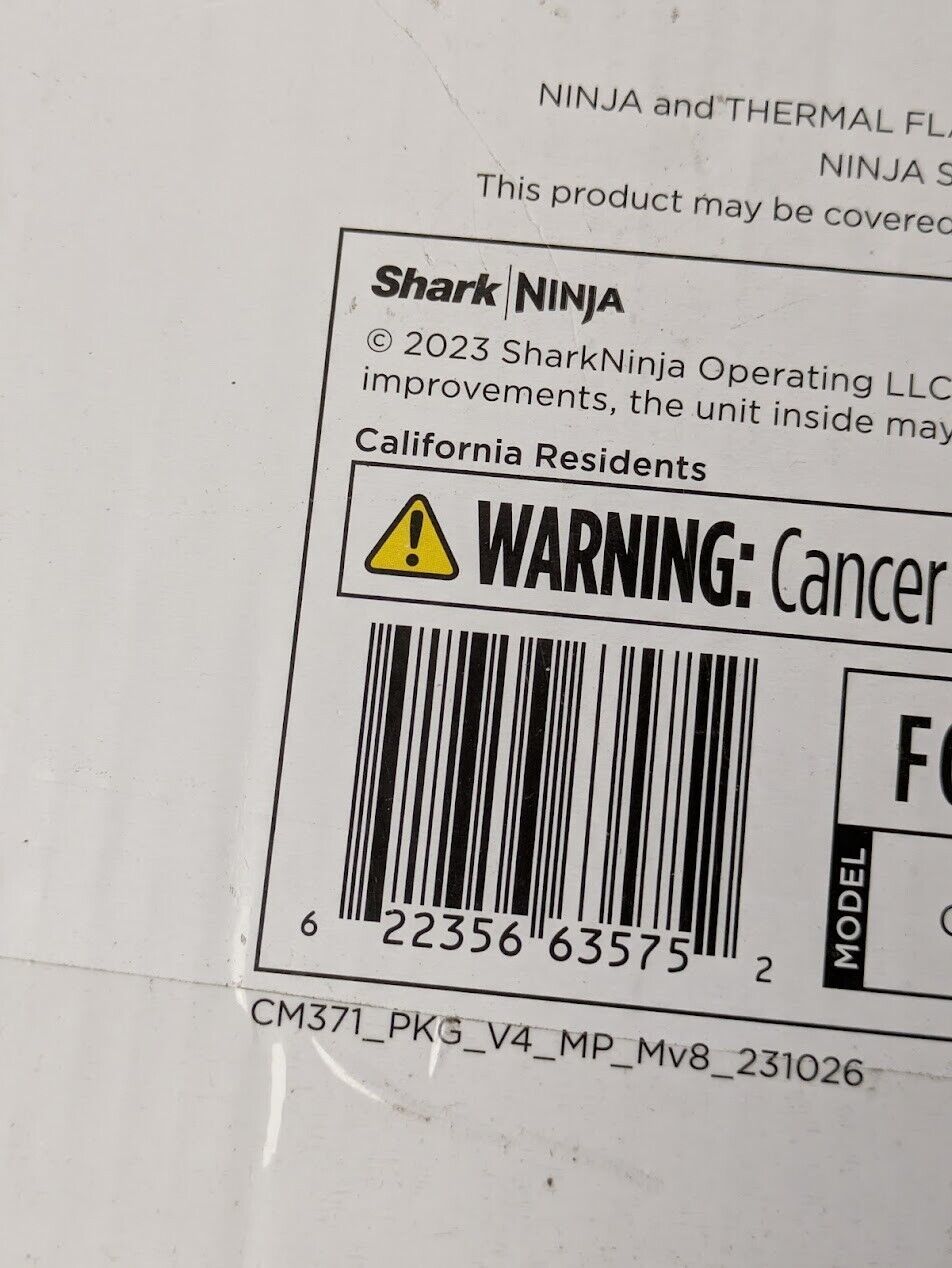 NINJA and THERMAL FL
NINJA S
This product may be covered
Shark NINJA
© 2023 SharkNinja Operating LLC
improvements, the unit inside may
California Residents
WARNING: Cancer
F
MODEL
6 22356 63575 2
CM371_PKG_V4_MP_Mv8_231026